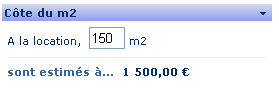 Côte du m2
A la location, 150 m2
sont estimés à... 1 500,00 €